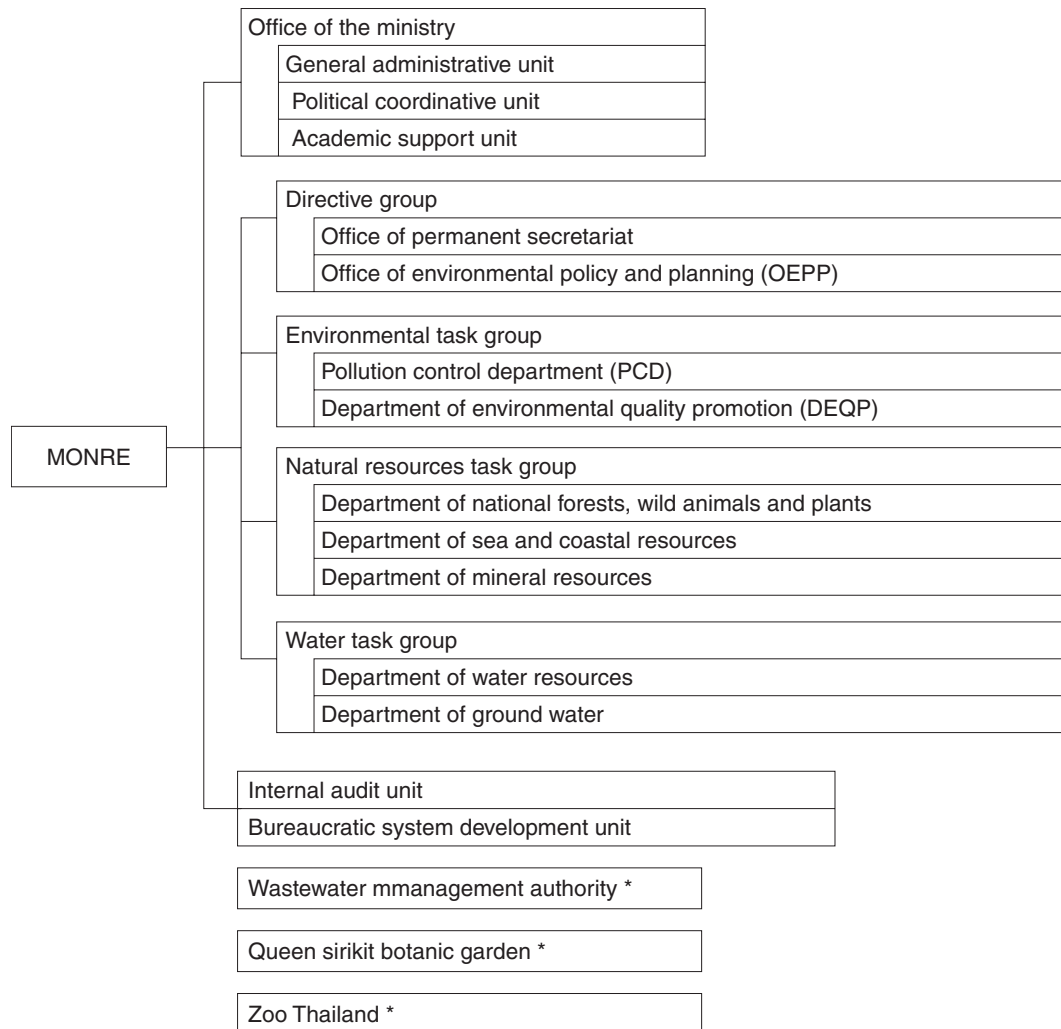 Office of the ministry
General administrative unit
Political coordinative unit
Academic support unit
Directive group
Office of permanent secretariat
Office of environmental policy and planning (OEPP)
Environmental task group
Pollution control department (PCD)
Department of environmental quality promotion (DEQP)
MONRE
Natural resources task group
Department of national forests, wild animals and plants
Department of sea and coastal resources
Department of mineral resources
Water task group
Department of water resources
Department of ground water
Internal audit unit
Bureaucratic system development unit
Wastewater mmanagement authority *
Queen sirikit botanic garden *
Zoo Thailand *